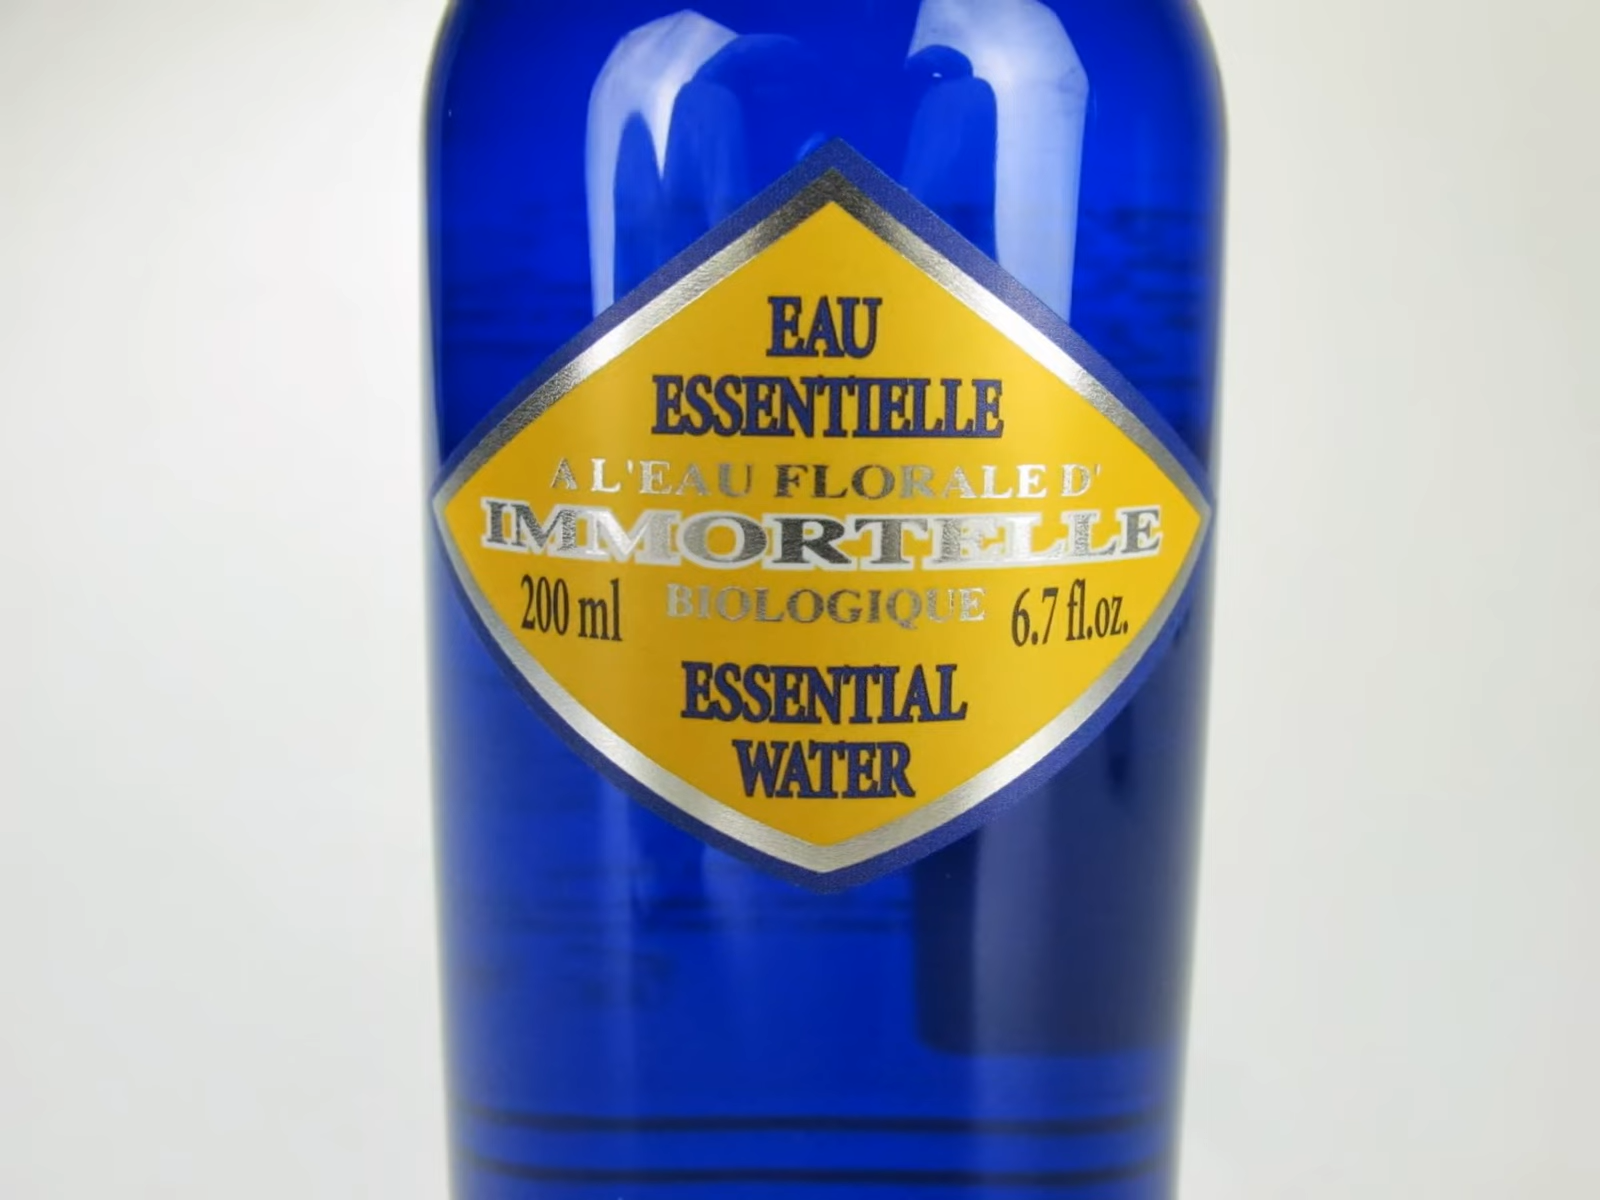 EAU
ESSENTIELLE
A L'EAU FLORALE D'
IMMORTELLE
200 ml BIOLOGIQUE 6.7 fl.oz.
ESSENTIAL
WATER